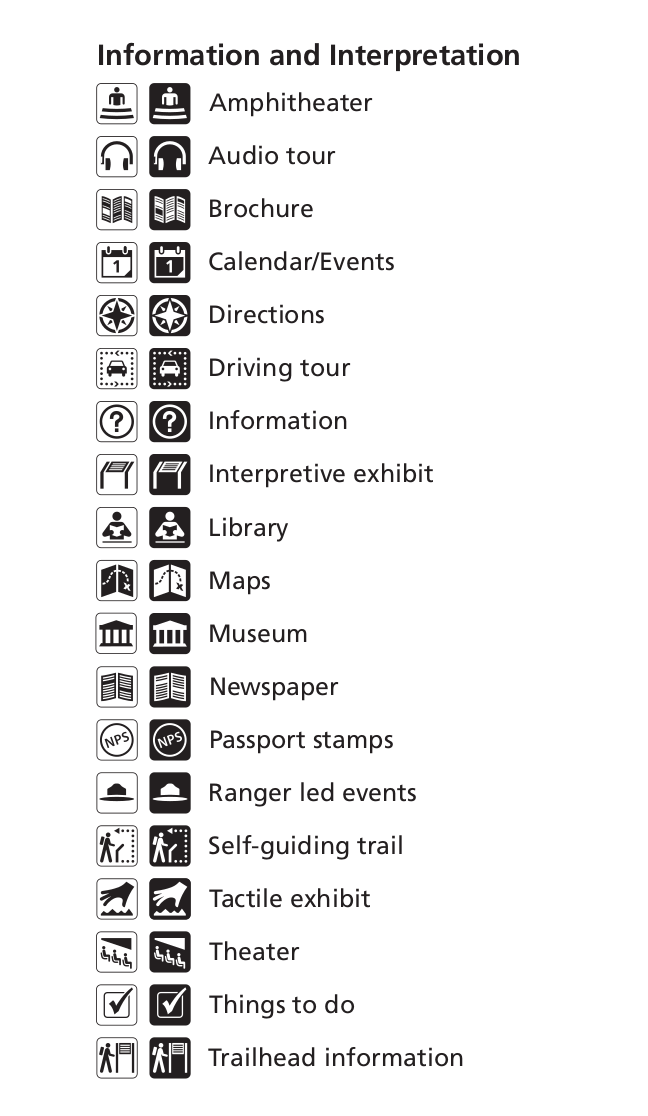 Information and Interpretation
Amphitheater
Audio tour
Brochure
1 1 Calendar/Events
Directions
Driving tour
? ? Information
Interpretive exhibit
Library
Maps
Museum
Newspaper
NPS NPS Passport stamps
Ranger led events
Self-guiding trail
Tactile exhibit
Theater
Things to do
Trailhead information